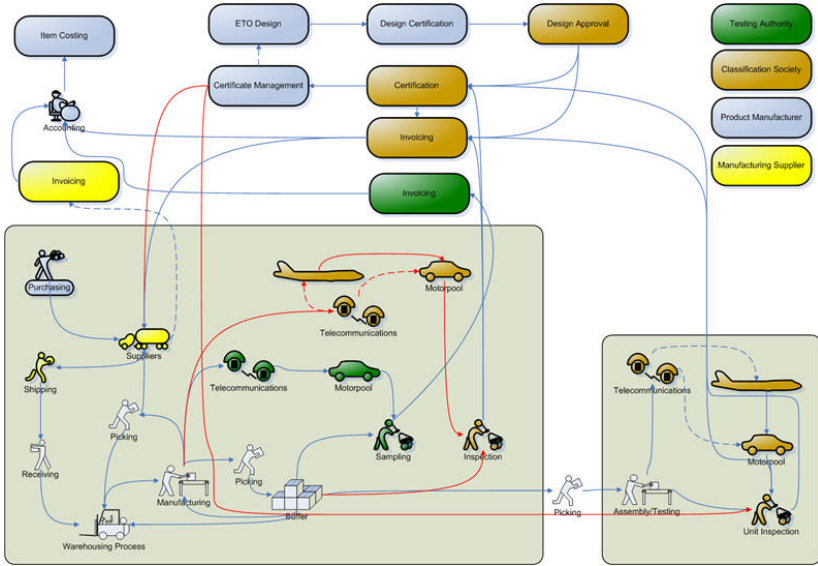 ETO Design
Design Certification
Design Approval
Testing Authority
Item Costing
Classification Society
Certificate Management
Certification
Accounting
Product Manufacturer
Invoicing
Invoicing
Manufacturing Supplier
Invoicing
Purchasing
Motorpool
Telecommunications
Suppliers
Shipping
Telecommunications
Motorpool
Telecommunications
Picking
Sampling
Inspection
Motorpool
Receiving
Picking
Manufacturing
Buffer
Picking
Assembly/Testing
Unit Inspection
Warehousing Process